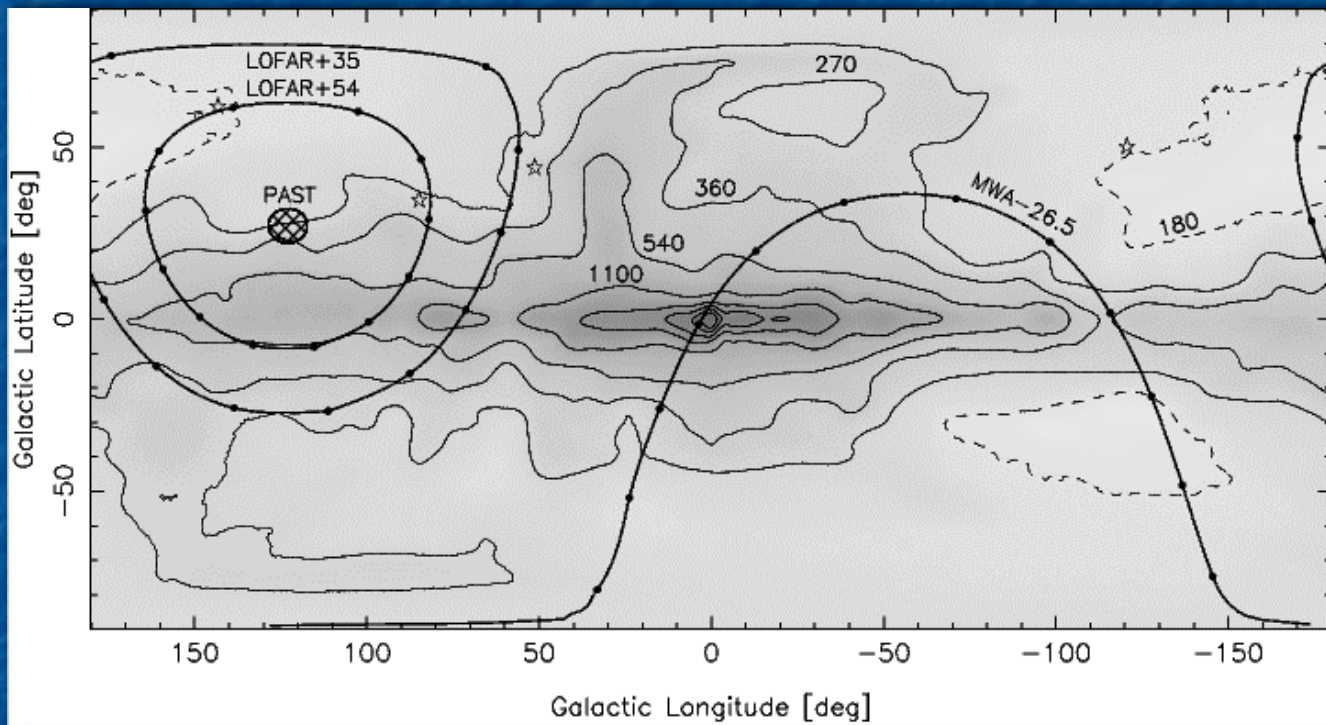 LOFAR+35
LOFAR+54
270
PAST
360
MWA-26.5
180
540
1100
50
0
-50
Galactic Latitude [deg]
150 100 50 0 -50 -100 -150
Galactic Longitude [deg]